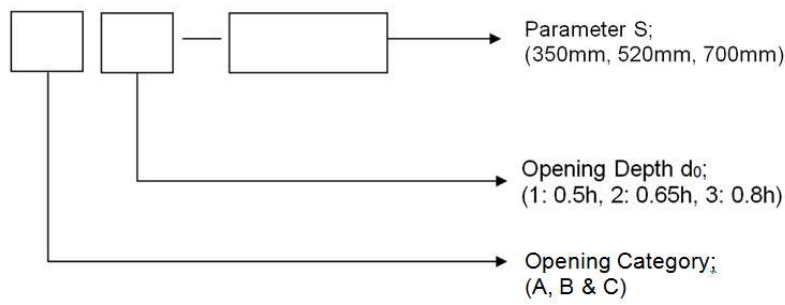 Parameter S;
(350mm, 520mm, 700mm)
Opening Depth d₀;
(1: 0.5h, 2: 0.65h, 3: 0.8h)
Opening Category;
(A, B & C)